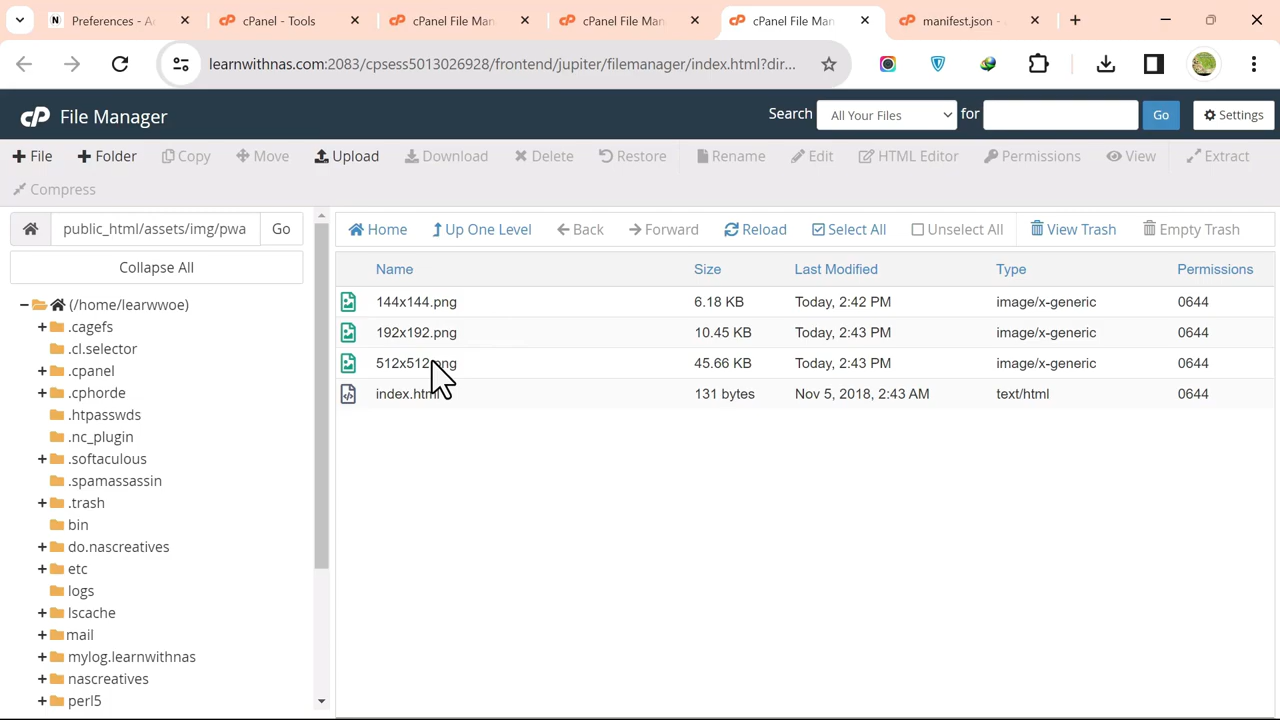 Preferences - A
cPanel - Tools
cPanel File Man
cPanel File Man
cPanel File Man
manifest.json -
learnwithnas.com:2083/cpsess5013026928/frontend/jupiter/filemanager/index.html?dir...
cP File Manager
Search All Your Files for Go Settings
File Folder Copy Move Upload Download Delete Restore Rename Edit HTML Editor Permissions View Extract
Compress
public_html/assets/img/pwa Go
Home Up One Level Back Forward Reload Select All Unselect All View Trash Empty Trash
Collapse All
(/home/learwwoe)
.cagefs
.cl.selector
.cpanel
.cphorde
.htpasswds
.nc_plugin
.softaculous
.spamassassin
.trash
bin
do.nascreatives
etc
logs
lscache
mail
mylog.learnwithnas
nascreatives
perl5
Name Size Last Modified Type Permissions
144x144.png 6.18 KB Today, 2:42 PM image/x-generic 0644
192x192.png 10.45 KB Today, 2:43 PM image/x-generic 0644
512x512.png 45.66 KB Today, 2:43 PM image/x-generic 0644
index.html 131 bytes Nov 5, 2018, 2:43 AM text/html 0644